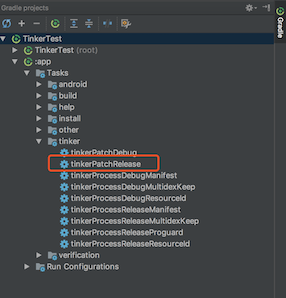 Gradle projects
TinkerTest
TinkerTest (root)
:app
Tasks
android
build
help
install
other
tinker
tinkerPatchDebug
tinkerPatchRelease
tinkerProcessDebugManifest
tinkerProcessDebugMultidexKeep
tinkerProcessDebugResourceId
tinkerProcessReleaseManifest
tinkerProcessReleaseMultidexKeep
tinkerProcessReleaseProguard
tinkerProcessReleaseResourceId
verification
Run Configurations
Gradle